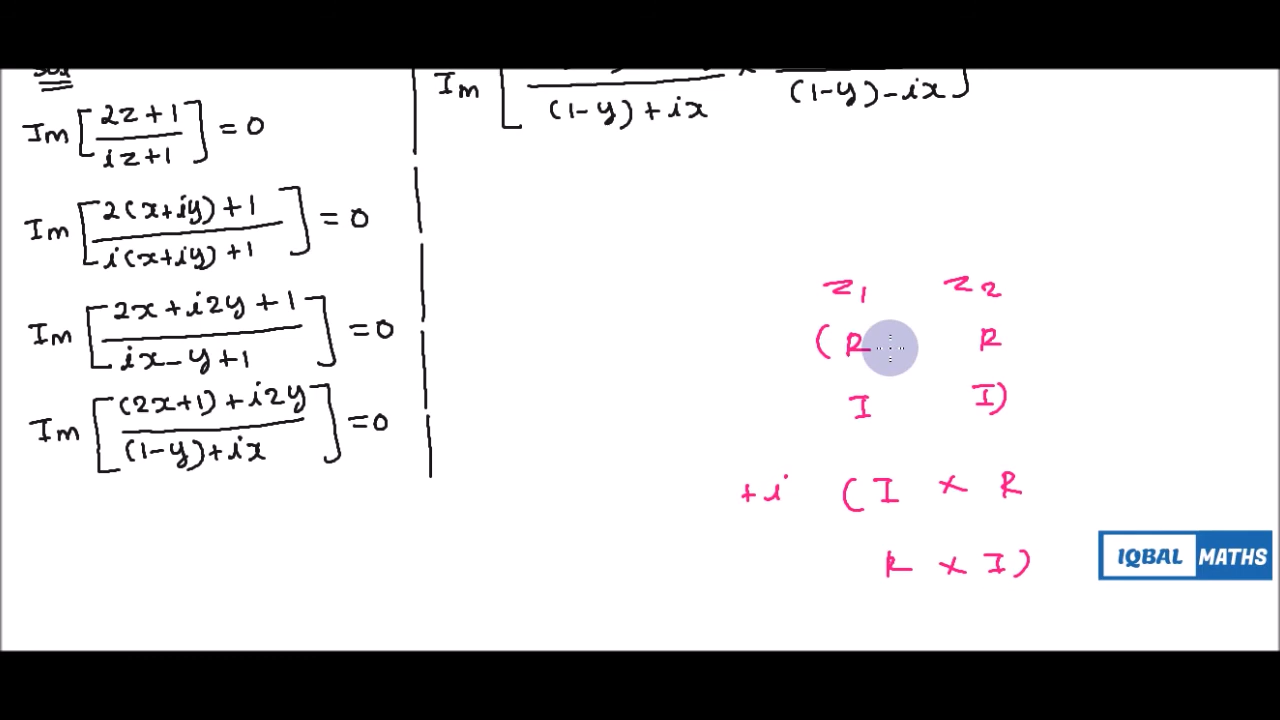 Sol
Im [ 2z+1 / iz+1 ] = 0
Im [ 2(x+iy)+1 / i(x+iy)+1 ] = 0
Im [ 2x+i2y+1 / ix-y+1 ] = 0
Im [ (2x+1)+i2y / (1-y)+ix ] = 0
Im [ / (1-y)+ix × / (1-y)-ix ]
z1 z2
( R R
I I)
+i ( I × R
R × I )
IQBAL MATHS